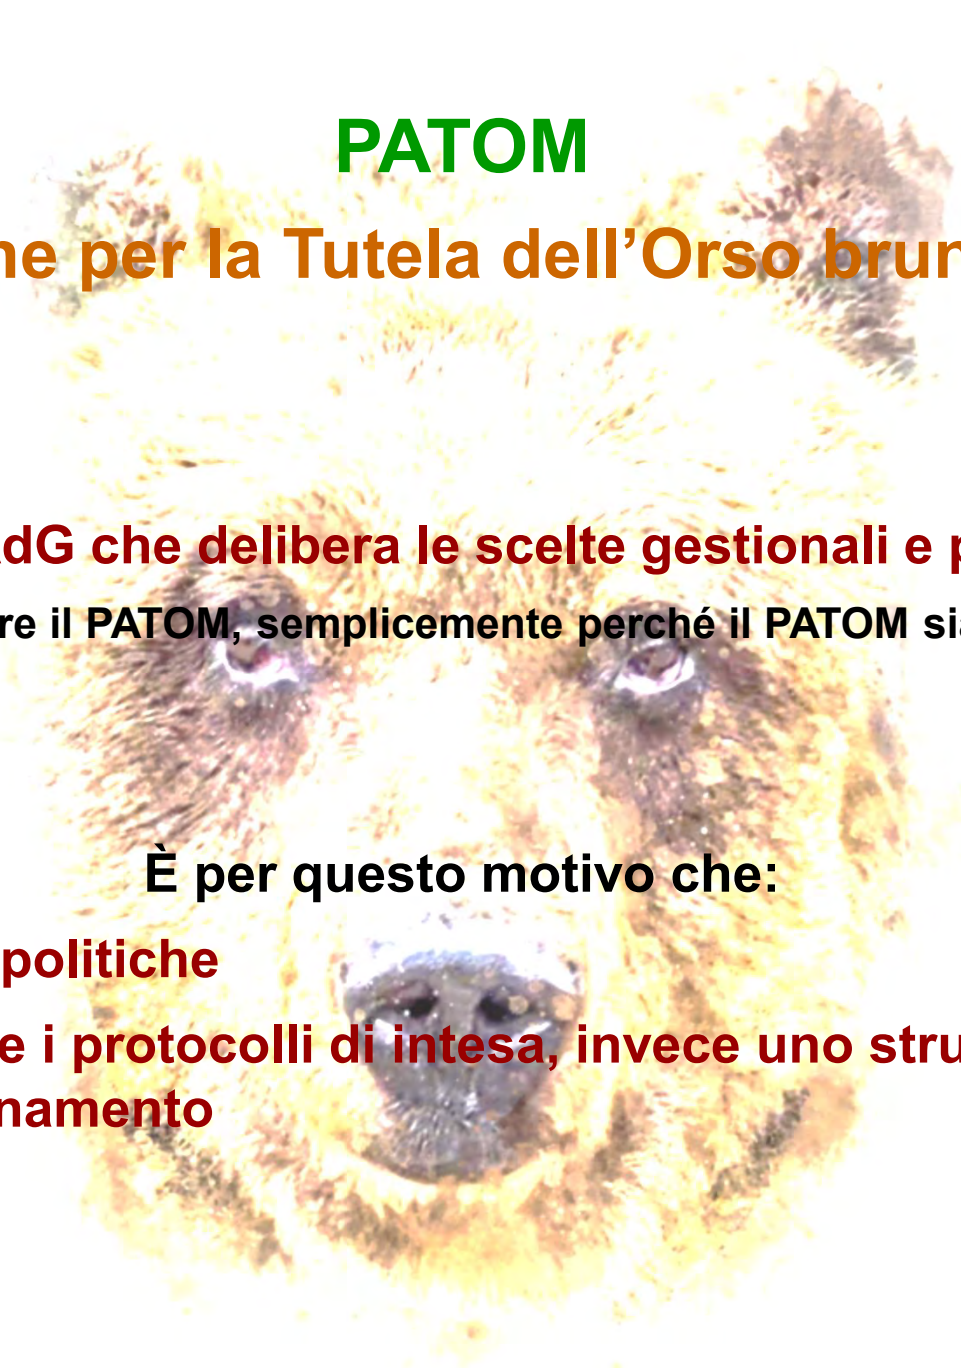 PATOM
ne per la Tutela dell’Orso brun
dG che delibera le scelte gestionali e p
re il PATOM, semplicemente perché il PATOM sia
È per questo motivo che:
politiche
e i protocolli di intesa, invece uno stru
namento